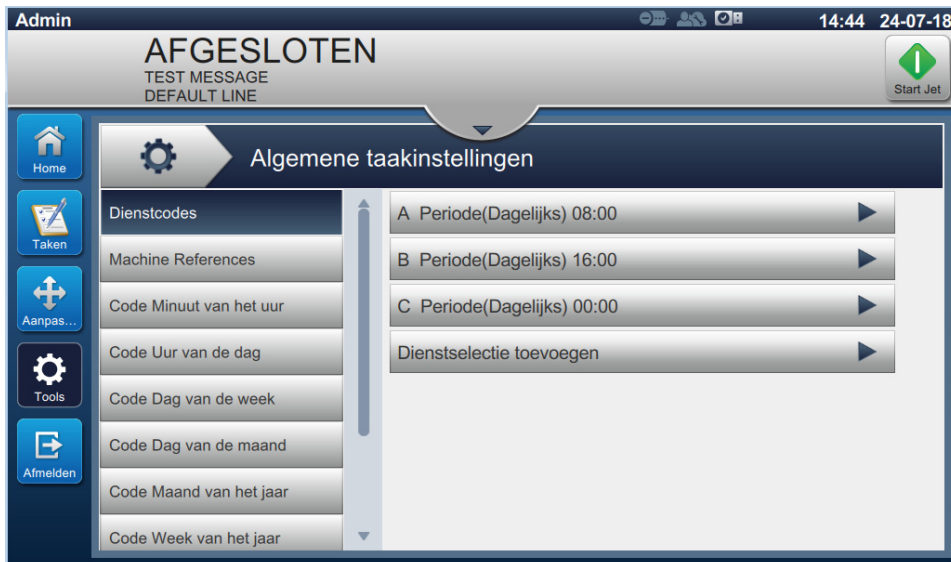 Admin
14:44 24-07-18
AFGESLOTEN
TEST MESSAGE
DEFAULT LINE
Start Jet
Home
Taken
Aanpas...
Tools
Afmelden
Algemene taakinstellingen
Dienstcodes
Machine References
Code Minuut van het uur
Code Uur van de dag
Code Dag van de week
Code Dag van de maand
Code Maand van het jaar
Code Week van het jaar
A Periode(Dagelijks) 08:00
B Periode(Dagelijks) 16:00
C Periode(Dagelijks) 00:00
Dienstselectie toevoegen